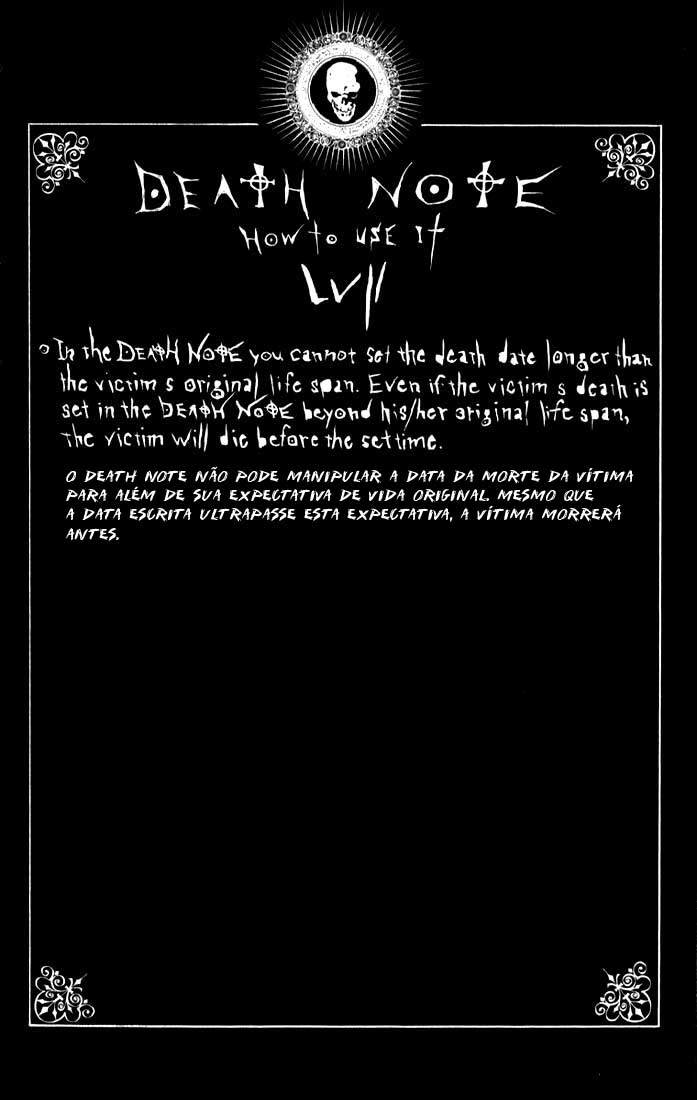 DEATH NOTE
How to use it
LVII
○ In the DEATH NOTE you cannot set the death date longer than
the victim s original life span. Even if the victim s death is
set in the DEATH NOTE beyond his/her original life span,
the victim will die before the set time.
O DEATH NOTE NÃO PODE MANIPULAR A DATA DA MORTE DA VÍTIMA
PARA ALÉM DE SUA EXPECTATIVA DE VIDA ORIGINAL. MESMO QUE
A DATA ESCRITA ULTRAPASSE ESTA EXPECTATIVA, A VÍTIMA MORRERÁ
ANTES.